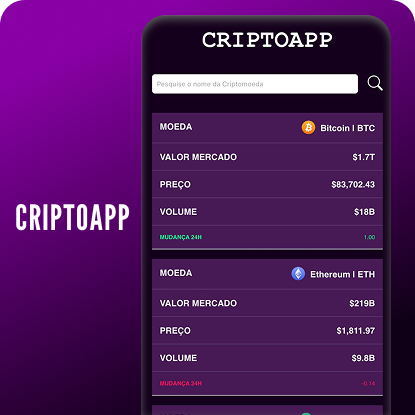 CRIPTOAPP
CRIPTOAPP
Pesquise o nome da Criptomoeda
MOEDA Bitcoin | BTC
VALOR MERCADO $1.7T
PREÇO $83,702.43
VOLUME $18B
MUDANÇA 24H 1.00
MOEDA Ethereum | ETH
VALOR MERCADO $219B
PREÇO $1,811.97
VOLUME $9.8B
MUDANÇA 24H -0.14